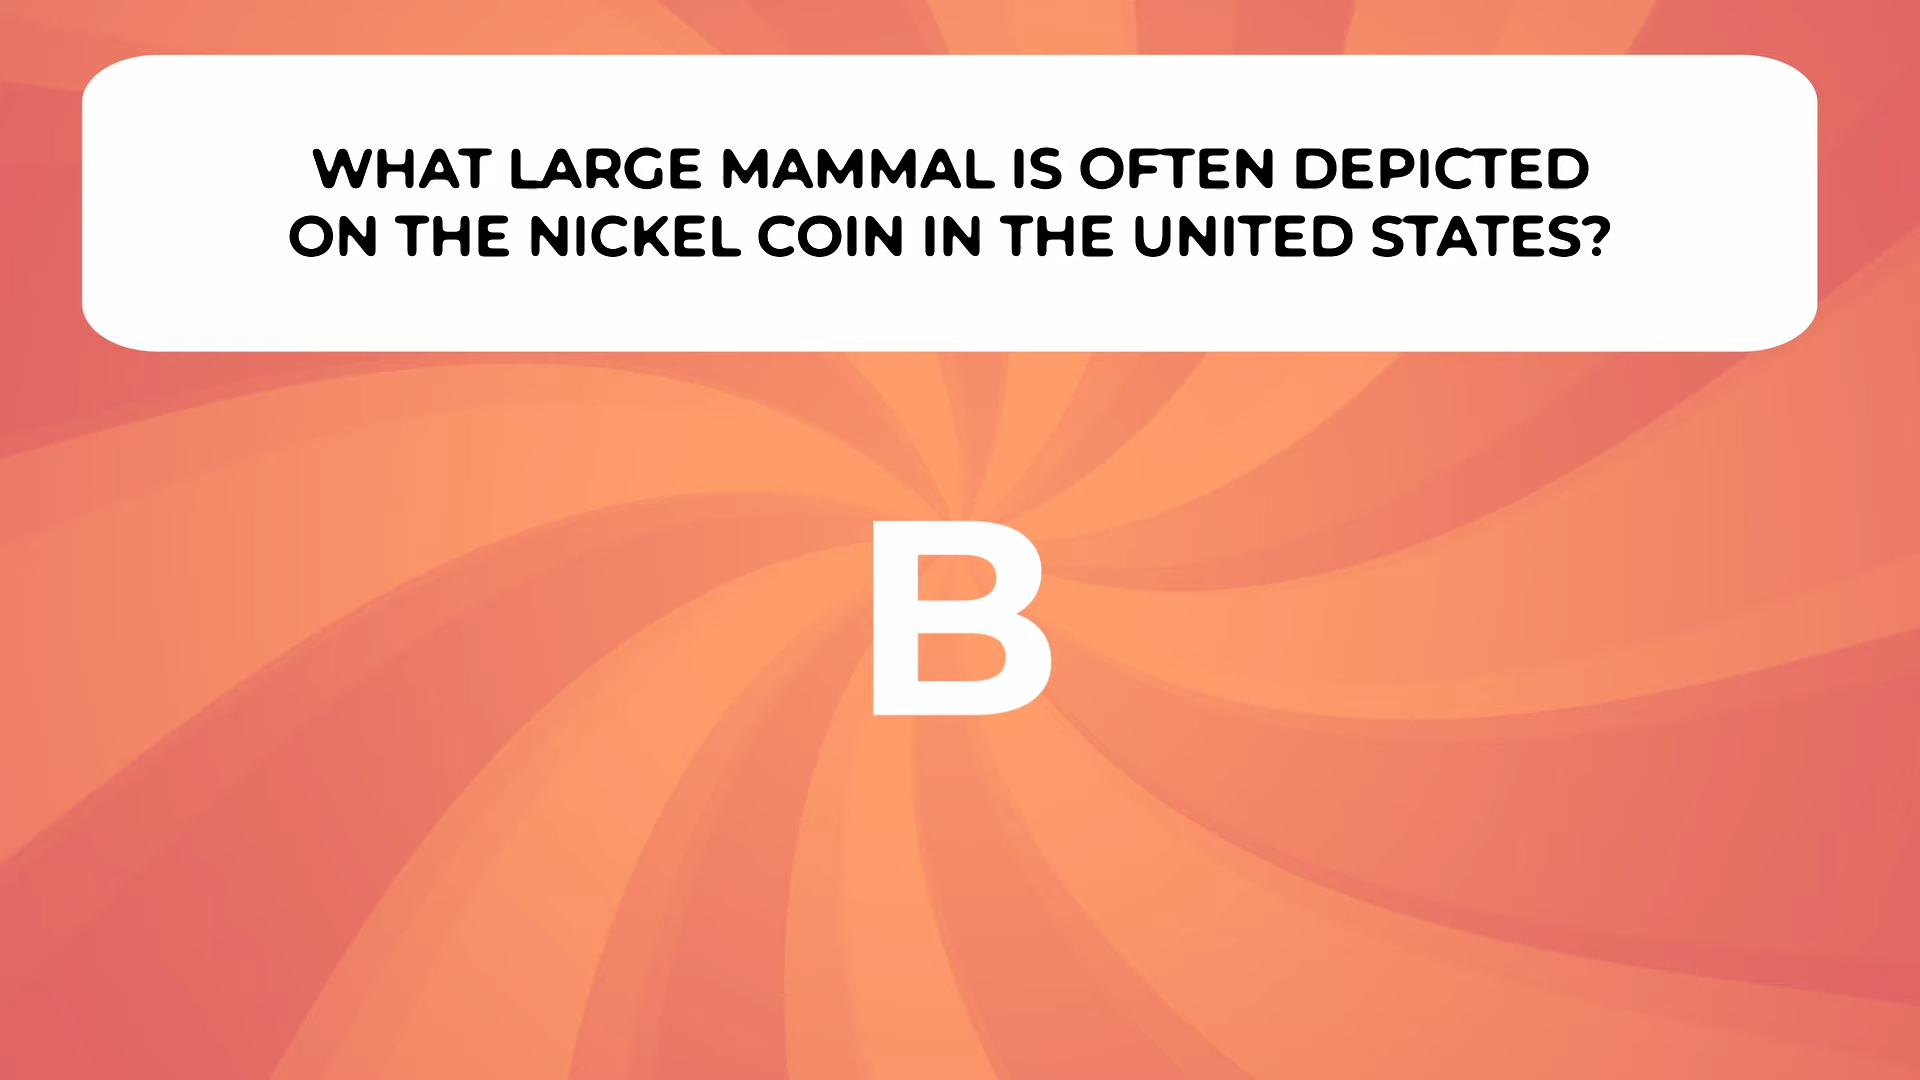 WHAT LARGE MAMMAL IS OFTEN DEPICTED
ON THE NICKEL COIN IN THE UNITED STATES?
B